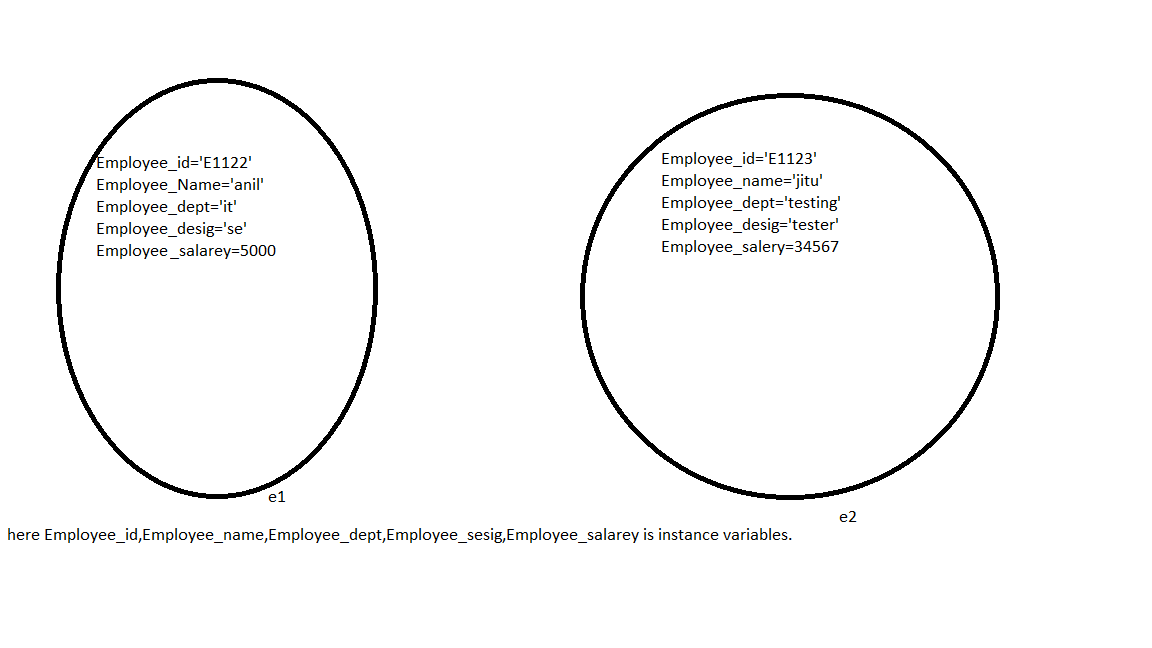 Employee_id='E1122'
Employee_Name='anil'
Employee_dept='it'
Employee_desig='se'
Employee_salarey=5000
e1
Employee_id='E1123'
Employee_name='jitu'
Employee_dept='testing'
Employee_desig='tester'
Employee_salery=34567
e2
here Employee_id,Employee_name,Employee_dept,Employee_sesig,Employee_salarey is instance variables.